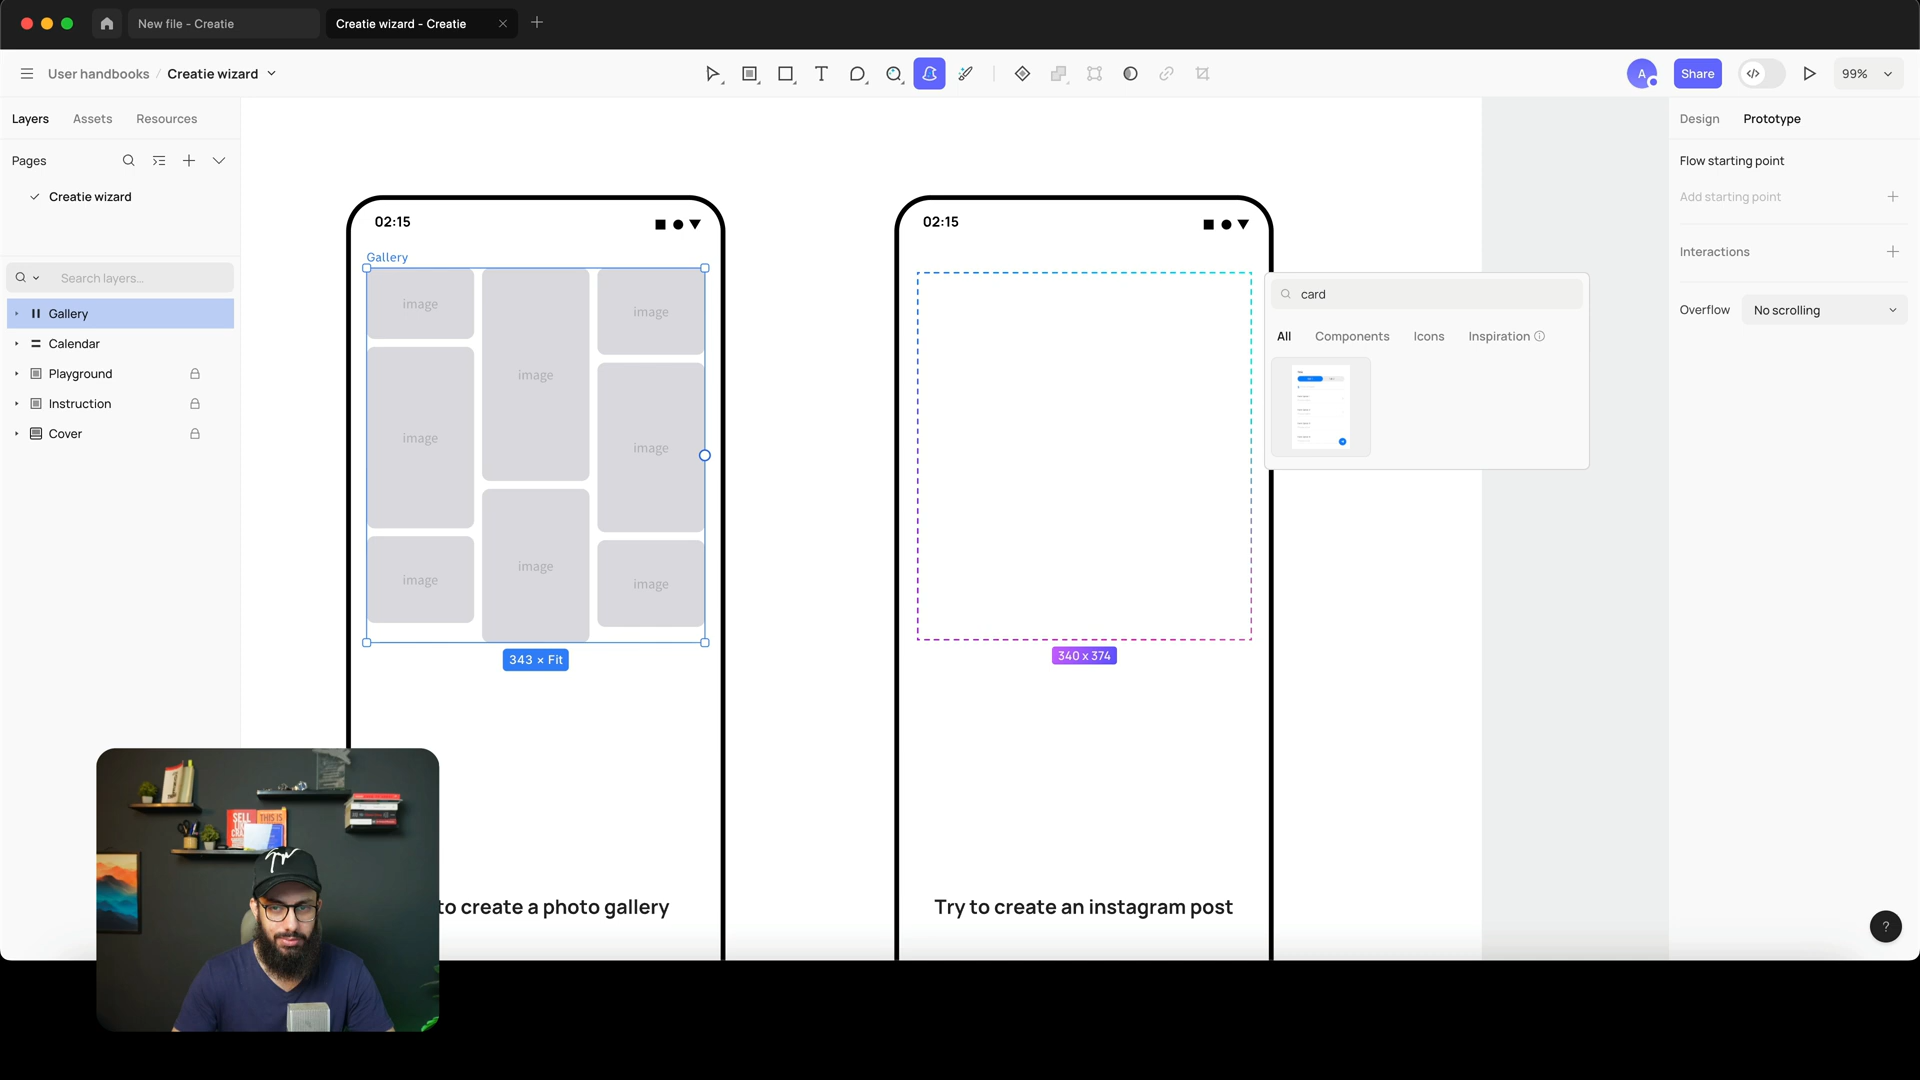 New file - Creatie
Creatie wizard - Creatie
User handbooks / Creatie wizard
A
Share
99%
Layers
Assets
Resources
Design
Prototype
Pages
Flow starting point
Creatie wizard
Add starting point
Interactions
Search layers...
Overflow
No scrolling
Gallery
Calendar
Playground
Instruction
Cover
02:15
Gallery
image
image
image
image
image
image
image
image
343 × Fit
to create a photo gallery
02:15
340 x 374
Try to create an instagram post
card
All
Components
Icons
Inspiration
SELL
THIS IS
?